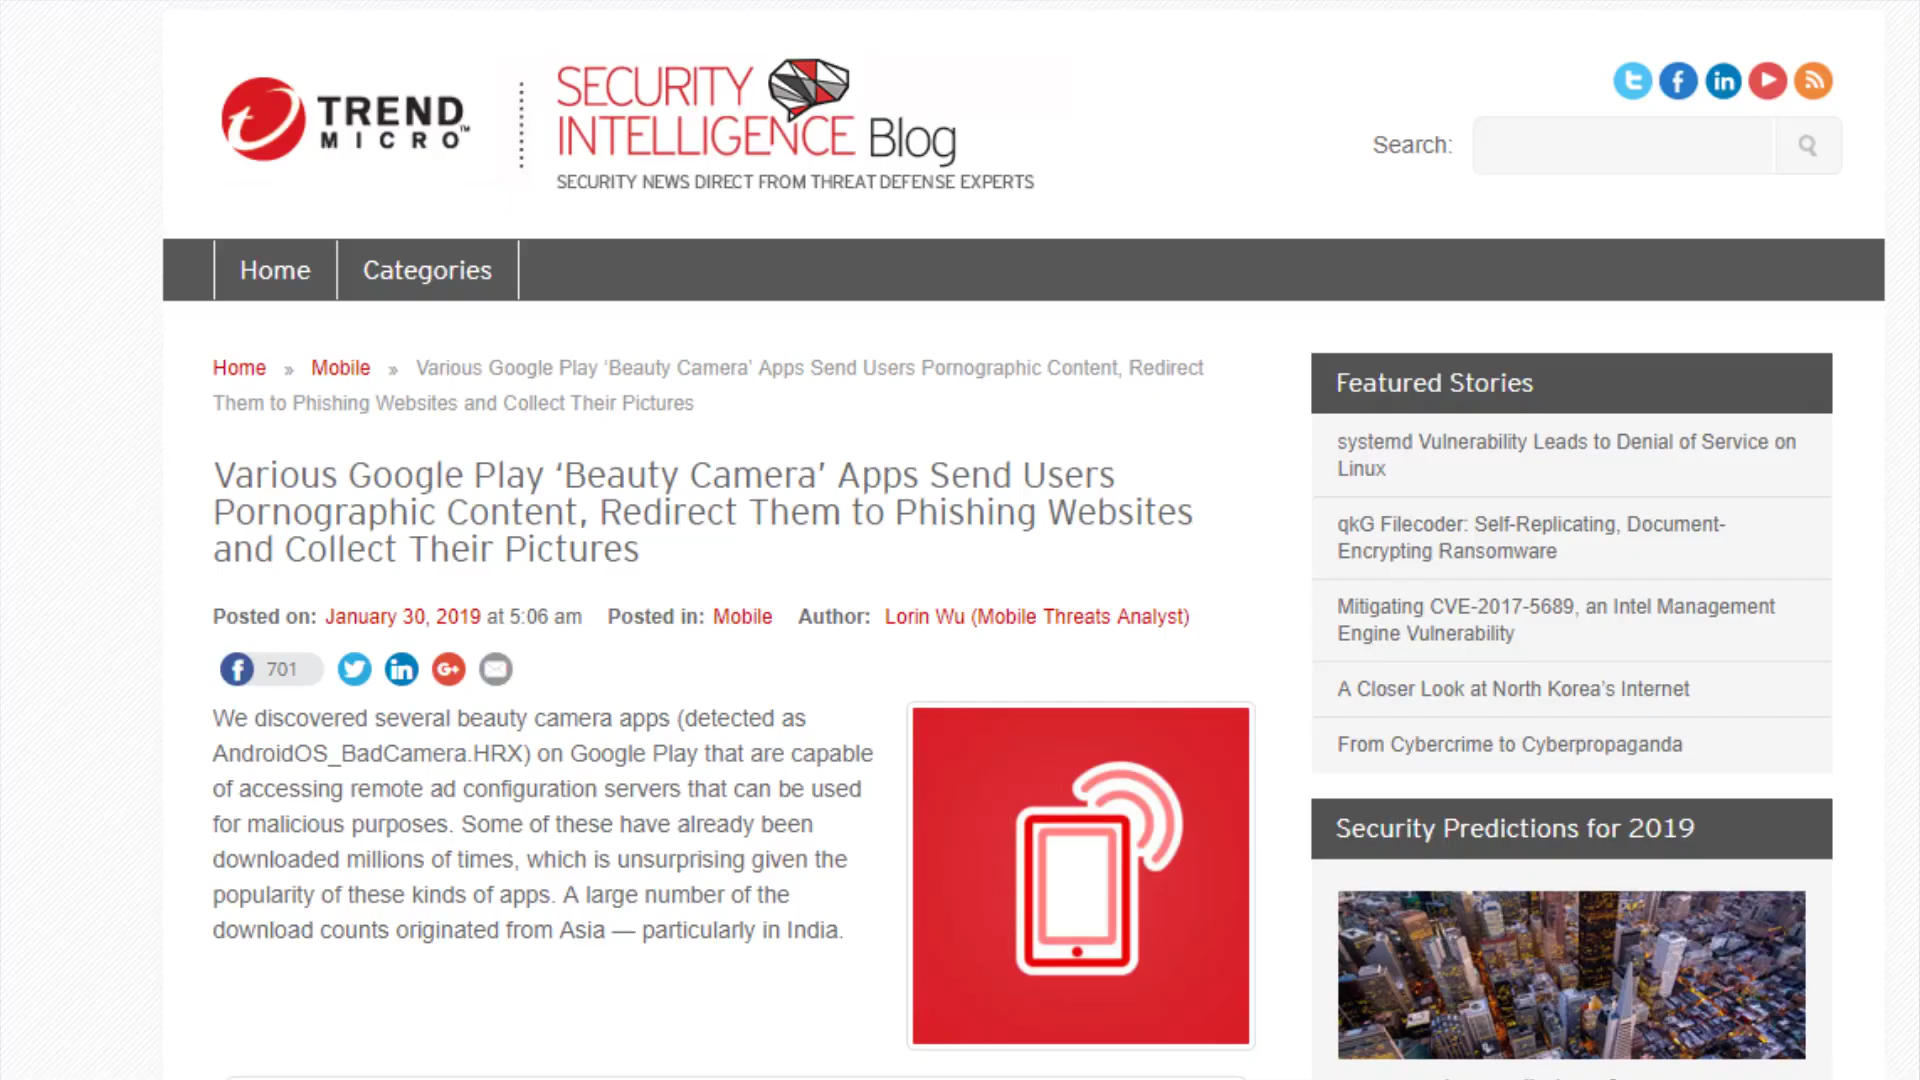 TREND
MICRO™
SECURITY
INTELLIGENCE Blog
SECURITY NEWS DIRECT FROM THREAT DEFENSE EXPERTS
Search:
Home
Categories
Home » Mobile » Various Google Play ‘Beauty Camera’ Apps Send Users Pornographic Content, Redirect
Them to Phishing Websites and Collect Their Pictures
Various Google Play ‘Beauty Camera’ Apps Send Users
Pornographic Content, Redirect Them to Phishing Websites
and Collect Their Pictures
Posted on: January 30, 2019 at 5:06 am Posted in: Mobile Author: Lorin Wu (Mobile Threats Analyst)
701
We discovered several beauty camera apps (detected as
AndroidOS_BadCamera.HRX) on Google Play that are capable
of accessing remote ad configuration servers that can be used
for malicious purposes. Some of these have already been
downloaded millions of times, which is unsurprising given the
popularity of these kinds of apps. A large number of the
download counts originated from Asia — particularly in India.
Featured Stories
systemd Vulnerability Leads to Denial of Service on
Linux
qkG Filecoder: Self-Replicating, Document-
Encrypting Ransomware
Mitigating CVE-2017-5689, an Intel Management
Engine Vulnerability
A Closer Look at North Korea’s Internet
From Cybercrime to Cyberpropaganda
Security Predictions for 2019